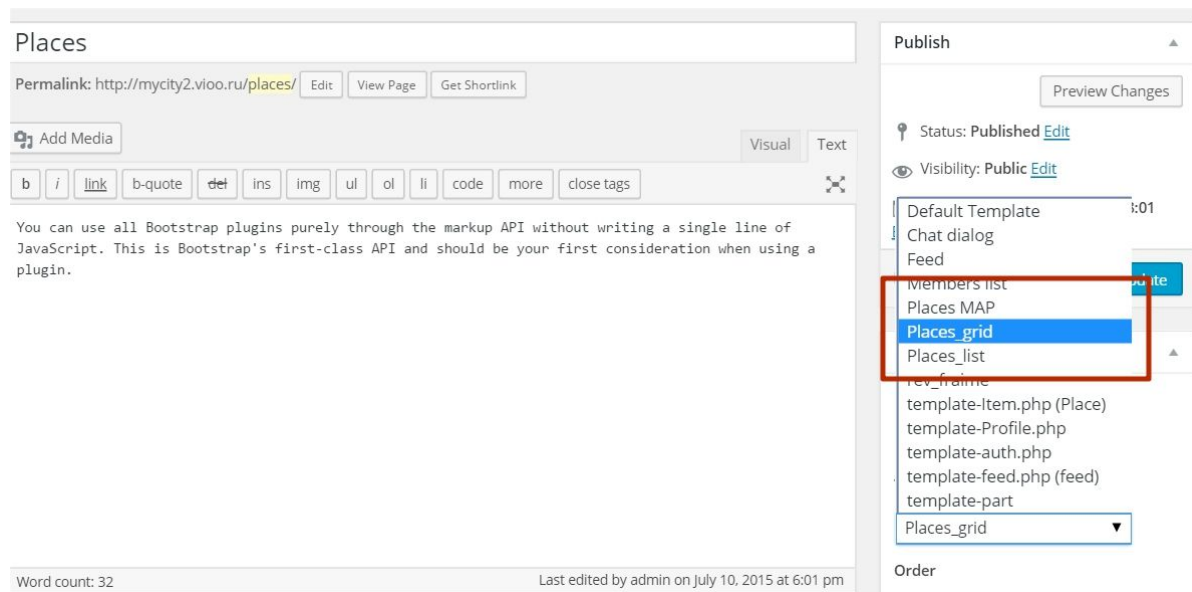 Places
Permalink: http://mycity2.vioo.ru/places/ Edit View Page Get Shortlink
Add Media
Visual Text
b i link b-quote del ins img ul ol li code more close tags
You can use all Bootstrap plugins purely through the markup API without writing a single line of
JavaScript. This is Bootstrap's first-class API and should be your first consideration when using a
plugin.
Word count: 32
Last edited by admin on July 10, 2015 at 6:01 pm
Publish
Preview Changes
Status: Published Edit
Visibility: Public Edit
:01
Default Template
Chat dialog
Feed
Members list
Places MAP
Places_grid
Places_list
rev_fraime
template-Item.php (Place)
template-Profile.php
template-auth.php
template-feed.php (feed)
template-part
Places_grid
Order